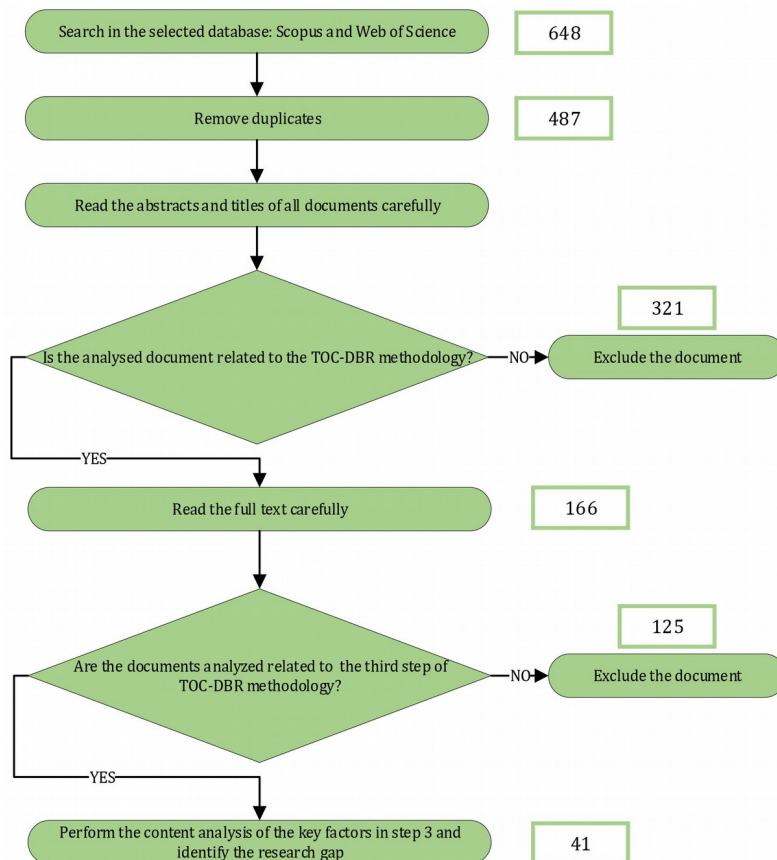 Search in the selected database: Scopus and Web of Science
648
Remove duplicates
487
Read the abstracts and titles of all documents carefully
321
Is the analysed document related to the TOC-DBR methodology?
NO
Exclude the document
YES
Read the full text carefully
166
125
Are the documents analyzed related to the third step of
TOC-DBR methodology?
NO
Exclude the document
YES
Perform the content analysis of the key factors in step 3 and
identify the research gap
41